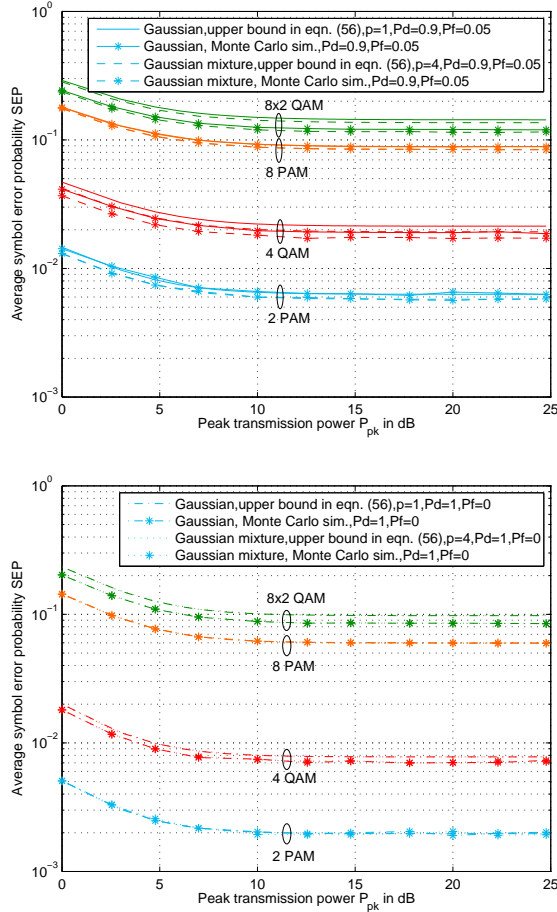 Gaussian,upper bound in eqn. (56),p=1,Pd=0.9,Pf=0.05
Gaussian, Monte Carlo sim.,Pd=0.9,Pf=0.05
Gaussian mixture,upper bound in eqn. (56),p=4,Pd=0.9,Pf=0.05
Gaussian mixture, Monte Carlo sim.,Pd=0.9,Pf=0.05
8x2 QAM
8 PAM
4 QAM
2 PAM
10^0
10^-1
10^-2
10^-3
0 5 10 15 20 25
Average symbol error probability SEP
Peak transmission power P_pk in dB
Gaussian,upper bound in eqn. (56),p=1,Pd=1,Pf=0
Gaussian, Monte Carlo sim.,Pd=1,Pf=0
Gaussian mixture,upper bound in eqn. (56),p=4,Pd=1,Pf=0
Gaussian mixture, Monte Carlo sim.,Pd=1,Pf=0
8x2 QAM
8 PAM
4 QAM
2 PAM
10^0
10^-1
10^-2
10^-3
0 5 10 15 20 25
Average symbol error probability SEP
Peak transmission power P_pk in dB